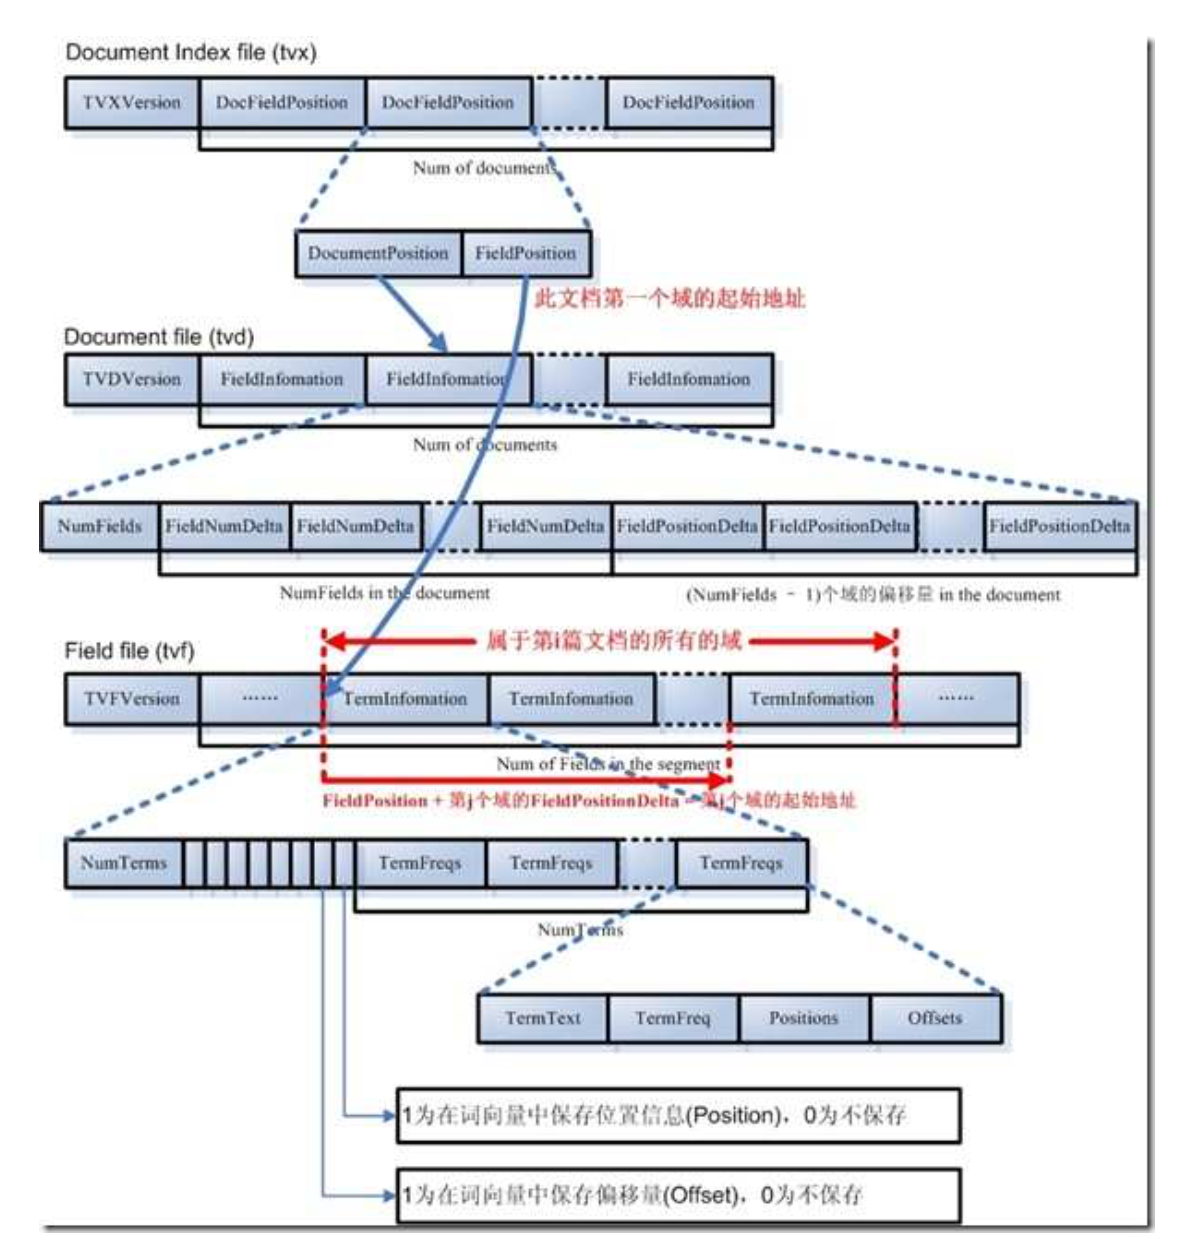 Document Index file (tvx)
TVXVersion DocFieldPosition DocFieldPosition DocFieldPosition
Num of documents
DocumentPosition FieldPosition
此文档第一个域的起始地址
Document file (tvd)
TVDVersion FieldInfomation FieldInfomation FieldInfomation
Num of documents
NumFields FieldNumDelta FieldNumDelta FieldNumDelta FieldPositionDelta FieldPositionDelta FieldPositionDelta
NumFields in the document (NumFields - 1)个域的偏移量 in the document
属于第i篇文档的所有的域
Field file (tvf)
TVFVersion ...... TermInfomation TermInfomation TermInfomation ......
Num of Fields in the segment
FieldPosition + 第j个域的FieldPositionDelta = 第j个域的起始地址
NumTerms TermFreqs TermFreqs TermFreqs
NumTerms
TermText TermFreq Positions Offsets
1为在词向量中保存位置信息(Position)，0为不保存
1为在词向量中保存偏移量(Offset)，0为不保存